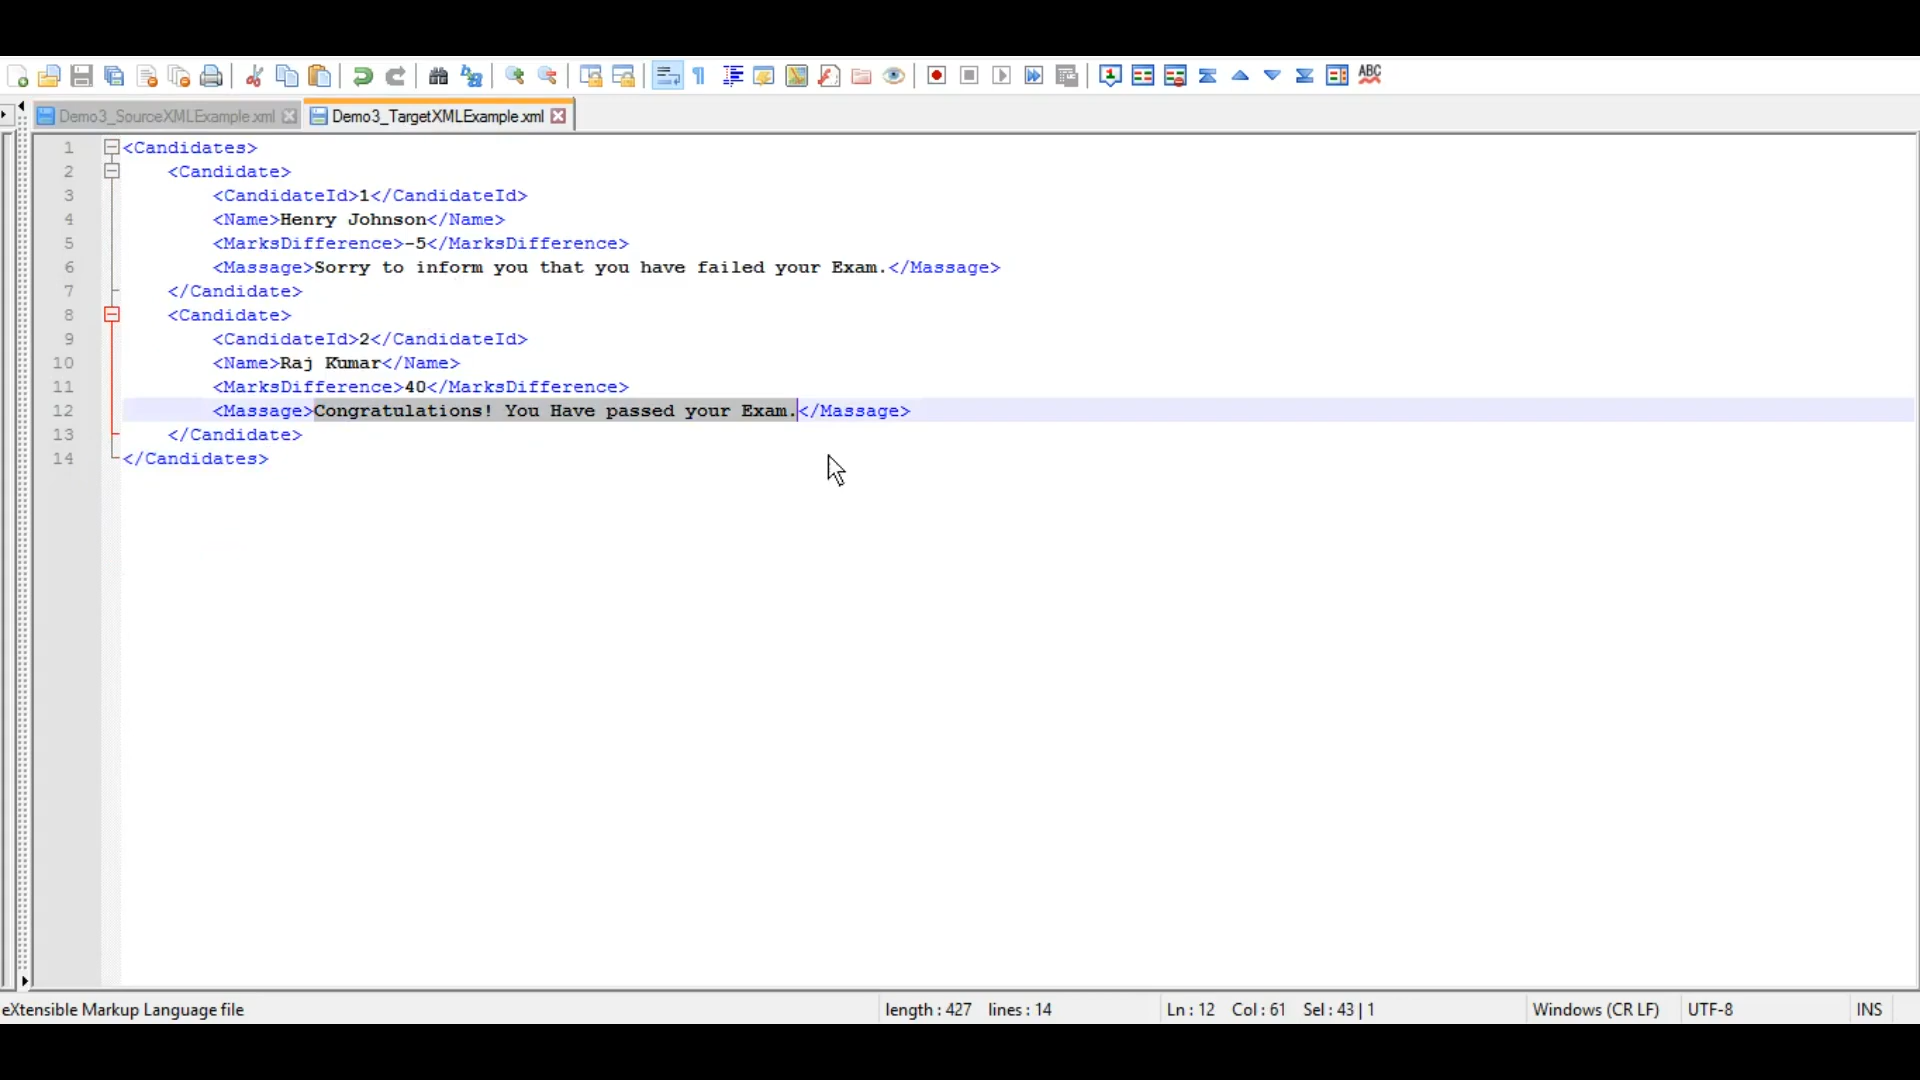 ABC
Demo3_SourceXMLExample.xml Demo3_TargetXMLExample.xml
1 <Candidates>
2 <Candidate>
3 <CandidateId>1</CandidateId>
4 <Name>Henry Johnson</Name>
5 <MarksDifference>-5</MarksDifference>
6 <Massage>Sorry to inform you that you have failed your Exam.</Massage>
7 </Candidate>
8 <Candidate>
9 <CandidateId>2</CandidateId>
10 <Name>Raj Kumar</Name>
11 <MarksDifference>40</MarksDifference>
12 <Massage>Congratulations! You Have passed your Exam.</Massage>
13 </Candidate>
14 </Candidates>
eXtensible Markup Language file length : 427 lines : 14 Ln : 12 Col : 61 Sel : 43 | 1 Windows (CR LF) UTF-8 INS